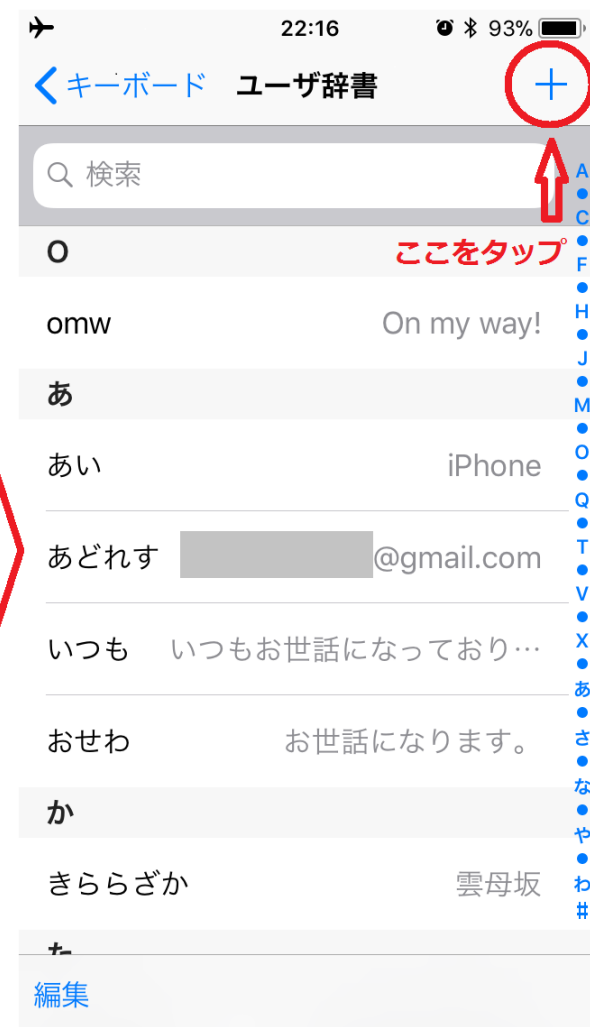 22:16 93%
キーボード ユーザ辞書 +
検索
ここをタップ
O
omw On my way!
あ
あい iPhone
あどれす @gmail.com
いつも いつもお世話になっており…
おせわ お世話になります。
か
きららざか 雲母坂
た
編集
A
C
F
H
J
M
O
Q
T
V
X
あ
さ
な
や
わ
#